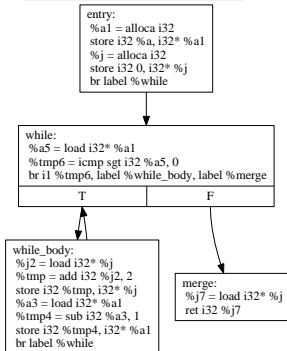 entry:
%a1 = alloca i32
store i32 %a, i32* %a1
%j = alloca i32
store i32 0, i32* %j
br label %while
while:
%a5 = load i32* %a1
%tmp6 = icmp sgt i32 %a5, 0
br i1 %tmp6, label %while_body, label %merge
T F
while_body:
%j2 = load i32* %j
%tmp = add i32 %j2, 2
store i32 %tmp, i32* %j
%a3 = load i32* %a1
%tmp4 = sub i32 %a3, 1
store i32 %tmp4, i32* %a1
br label %while
merge:
%j7 = load i32* %j
ret i32 %j7